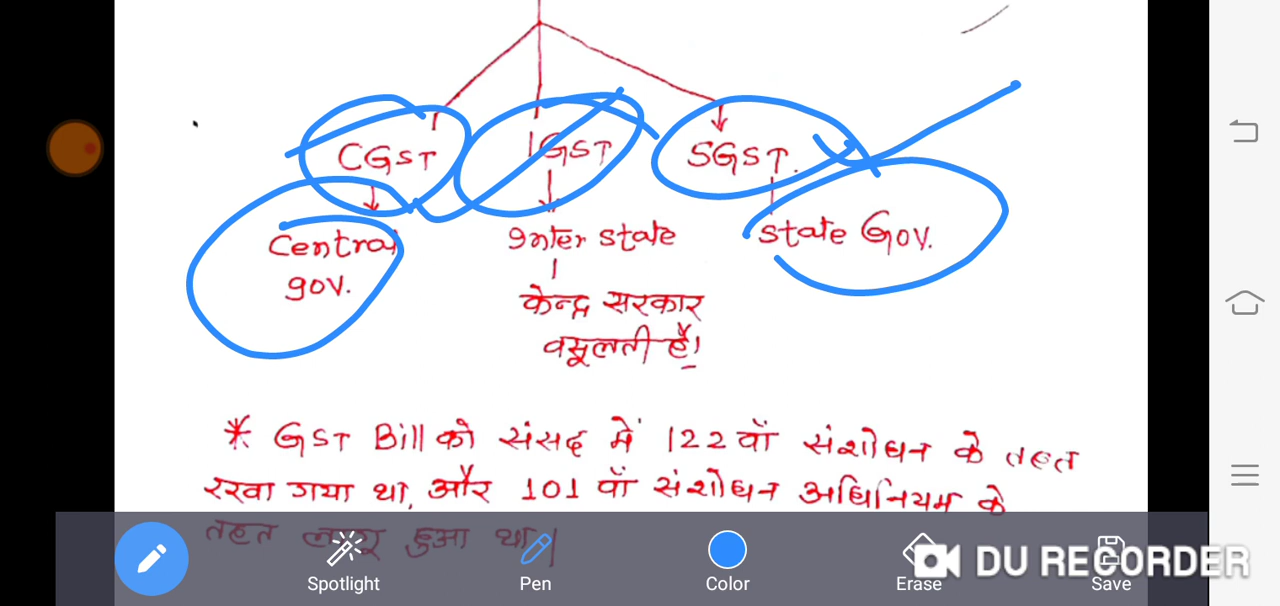 CGST IGST SGST.
Central Inter state state Gov.
gov.
केन्द्र सरकार
वसूलती है।
* GST Bill को संसद में 122 वाँ संशोधन के तहत
रखा गया था, और 101 वाँ संशोधन अधिनियम के
तहत लागू हुआ था।
Spotlight Pen Color Erase Save
DU RECORDER